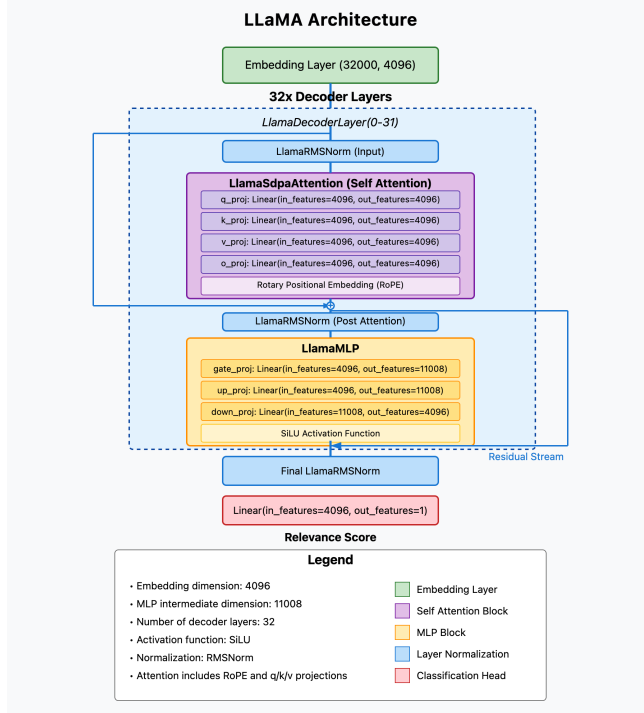 LLaMA Architecture
Embedding Layer (32000, 4096)
32x Decoder Layers
LlamaDecoderLayer(0-31)
LlamaRMSNorm (Input)
LlamaSdpaAttention (Self Attention)
q_proj: Linear(in_features=4096, out_features=4096)
k_proj: Linear(in_features=4096, out_features=4096)
v_proj: Linear(in_features=4096, out_features=4096)
o_proj: Linear(in_features=4096, out_features=4096)
Rotary Positional Embedding (RoPE)
LlamaRMSNorm (Post Attention)
LlamaMLP
gate_proj: Linear(in_features=4096, out_features=11008)
up_proj: Linear(in_features=4096, out_features=11008)
down_proj: Linear(in_features=11008, out_features=4096)
SiLU Activation Function
Residual Stream
Final LlamaRMSNorm
Linear(in_features=4096, out_features=1)
Relevance Score
Legend
• Embedding dimension: 4096
• MLP intermediate dimension: 11008
• Number of decoder layers: 32
• Activation function: SiLU
• Normalization: RMSNorm
• Attention includes RoPE and q/k/v projections
Embedding Layer
Self Attention Block
MLP Block
Layer Normalization
Classification Head